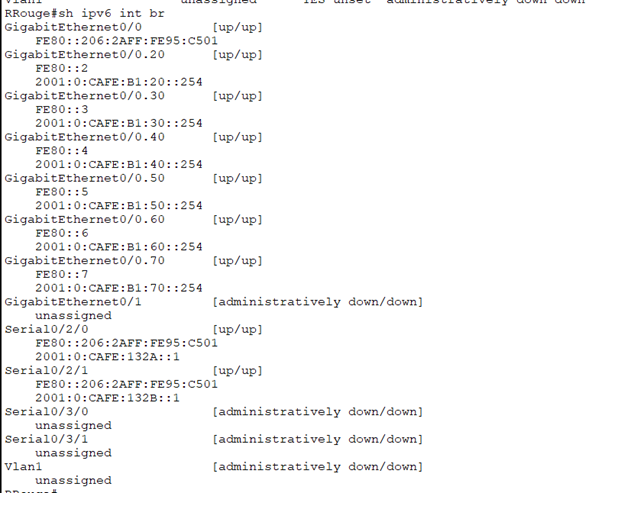 Vlan1 unassigned YES unset administratively down down
RRouge#sh ipv6 int br
GigabitEthernet0/0 [up/up]
FE80::206:2AFF:FE95:C501
GigabitEthernet0/0.20 [up/up]
FE80::2
2001:0:CAFE:B1:20::254
GigabitEthernet0/0.30 [up/up]
FE80::3
2001:0:CAFE:B1:30::254
GigabitEthernet0/0.40 [up/up]
FE80::4
2001:0:CAFE:B1:40::254
GigabitEthernet0/0.50 [up/up]
FE80::5
2001:0:CAFE:B1:50::254
GigabitEthernet0/0.60 [up/up]
FE80::6
2001:0:CAFE:B1:60::254
GigabitEthernet0/0.70 [up/up]
FE80::7
2001:0:CAFE:B1:70::254
GigabitEthernet0/1 [administratively down/down]
unassigned
Serial0/2/0 [up/up]
FE80::206:2AFF:FE95:C501
2001:0:CAFE:132A::1
Serial0/2/1 [up/up]
FE80::206:2AFF:FE95:C501
2001:0:CAFE:132B::1
Serial0/3/0 [administratively down/down]
unassigned
Serial0/3/1 [administratively down/down]
unassigned
Vlan1 [administratively down/down]
unassigned
RRouge#